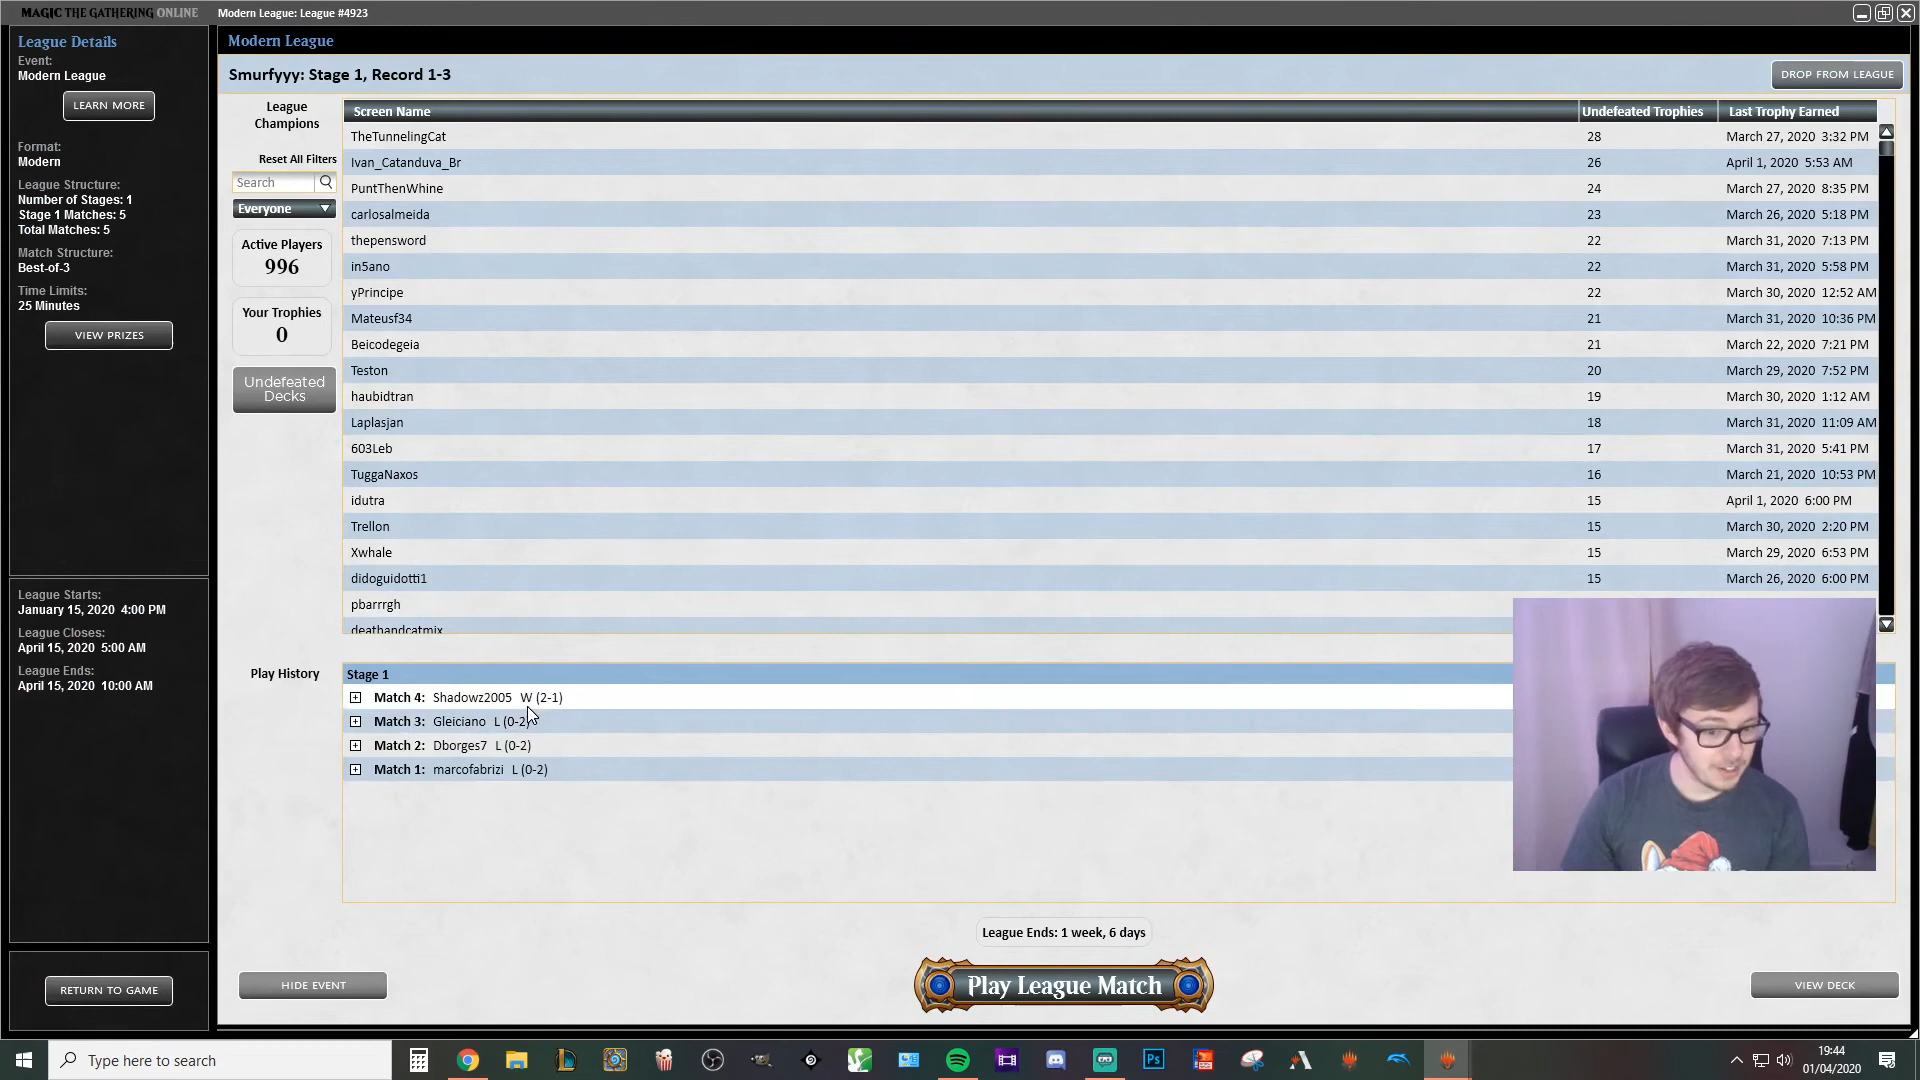 MAGIC THE GATHERING ONLINE
Modern League: League #4923
League Details
Event:
Modern League
LEARN MORE
Format:
Modern
League Structure:
Number of Stages: 1
Stage 1 Matches: 5
Total Matches: 5
Match Structure:
Best-of-3
Time Limits:
25 Minutes
VIEW PRIZES
League Starts:
January 15, 2020 4:00 PM
League Closes:
April 15, 2020 5:00 AM
League Ends:
April 15, 2020 10:00 AM
RETURN TO GAME
Modern League
Smurfyyy: Stage 1, Record 1-3
DROP FROM LEAGUE
League
Champions
Reset All Filters
Search
Everyone
Active Players
996
Your Trophies
0
Undefeated
Decks
Screen Name Undefeated Trophies Last Trophy Earned
TheTunnelingCat 28 March 27, 2020 3:32 PM
Ivan_Catanduva_Br 26 April 1, 2020 5:53 AM
PuntThenWhine 24 March 27, 2020 8:35 PM
carlosalmeida 23 March 26, 2020 5:18 PM
thepensword 22 March 31, 2020 7:13 PM
in5ano 22 March 31, 2020 5:58 PM
yPrincipe 22 March 30, 2020 12:52 AM
Mateusf34 21 March 31, 2020 10:36 PM
Beicodegeia 21 March 22, 2020 7:21 PM
Teston 20 March 29, 2020 7:52 PM
haubidtran 19 March 30, 2020 1:12 AM
Laplasjan 18 March 31, 2020 11:09 AM
603Leb 17 March 31, 2020 5:41 PM
TuggaNaxos 16 March 21, 2020 10:53 PM
idutra 15 April 1, 2020 6:00 PM
Trellon 15 March 30, 2020 2:20 PM
Xwhale 15 March 29, 2020 6:53 PM
didoguidotti1 15 March 26, 2020 6:00 PM
pbarrrgh
deathandcatmix
Play History
Stage 1
Match 4: Shadowz2005 W (2-1)
Match 3: Gleiciano L (0-2)
Match 2: Dborges7 L (0-2)
Match 1: marcofabrizi L (0-2)
League Ends: 1 week, 6 days
HIDE EVENT
Play League Match
VIEW DECK
Type here to search
Ps
19:44
01/04/2020